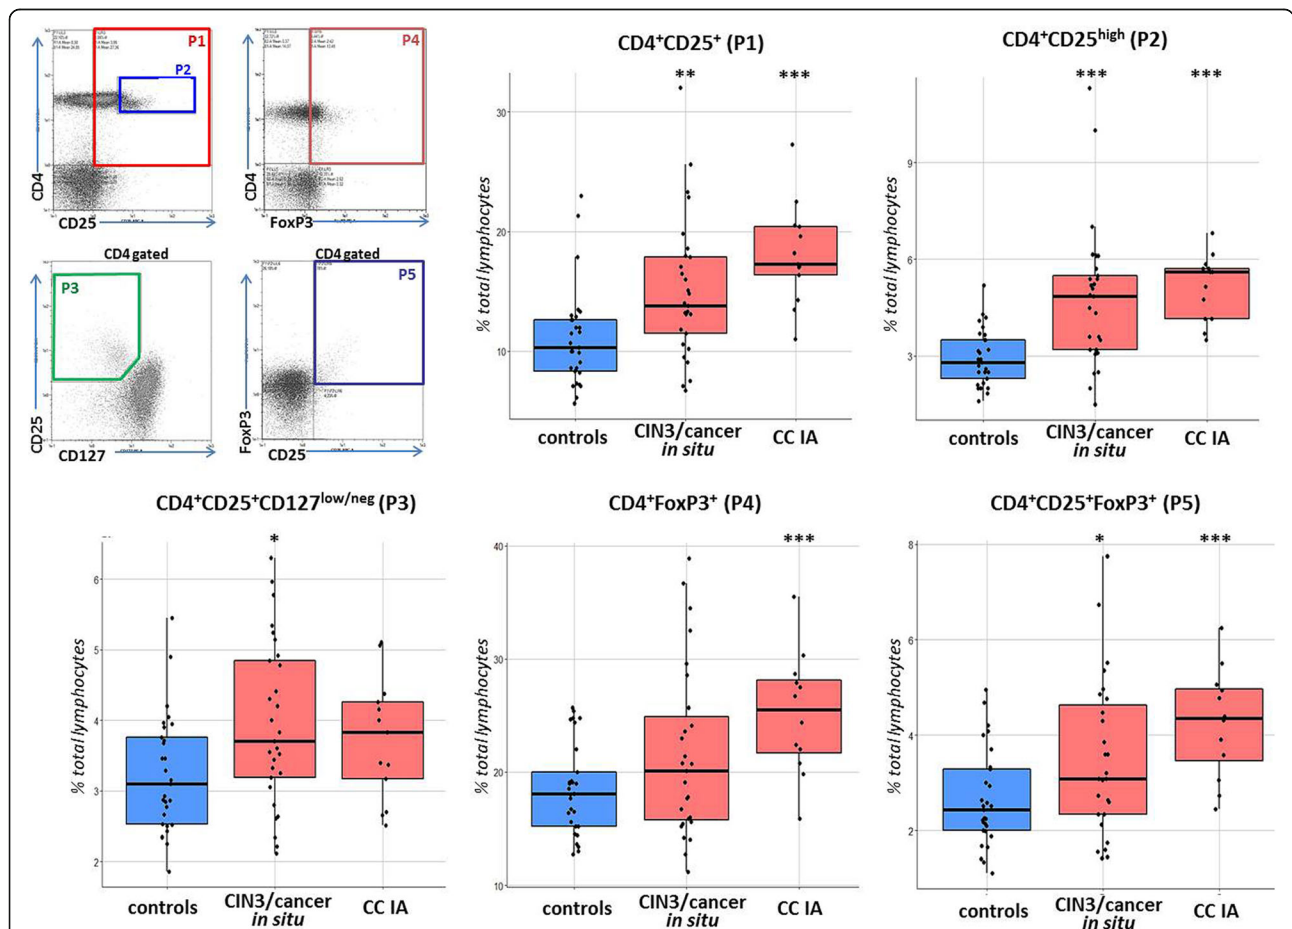 P1
P2
CD4
CD25
P4
CD4
FoxP3
CD4 gated
P3
CD25
CD127
CD4 gated
P5
FoxP3
CD25
CD4⁺CD25⁺ (P1)
** ***
% total lymphocytes
30
20
10
controls
CIN3/cancer
in situ
CC IA
CD4⁺CD25ʰⁱᵍʰ (P2)
*** ***
% total lymphocytes
9
6
3
controls
CIN3/cancer
in situ
CC IA
CD4⁺CD25⁺CD127ˡᵒʷ/ⁿᵉᵍ (P3)
*
% total lymphocytes
6
5
4
3
2
controls
CIN3/cancer
in situ
CC IA
CD4⁺FoxP3⁺ (P4)
***
% total lymphocytes
40
30
20
10
controls
CIN3/cancer
in situ
CC IA
CD4⁺CD25⁺FoxP3⁺ (P5)
* ***
% total lymphocytes
8
6
4
2
controls
CIN3/cancer
in situ
CC IA